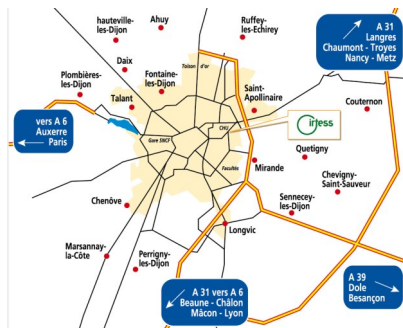 hauteville-
les-Dijon
Ahuy
Ruffey-
les-Echirey
A 31
Langres
Chaumont - Troyes
Nancy - Metz
Daix
Toison d'or
Plombières-
les-Dijon
Fontaine-
les-Dijon
Talant
Saint-
Apollinaire
Couternon
vers A 6
Auxerre
Paris
CHU
irtess
Gare SNCF
Quetigny
Mirande
Facultés
Chevigny-
Saint-Sauveur
Chenôve
Sennecey-
les-Dijon
Longvic
Marsannay-
la-Côte
Perrigny-
les-Dijon
A 31 vers A 6
Beaune - Châlon
Mâcon - Lyon
A 39
Dole
Besançon